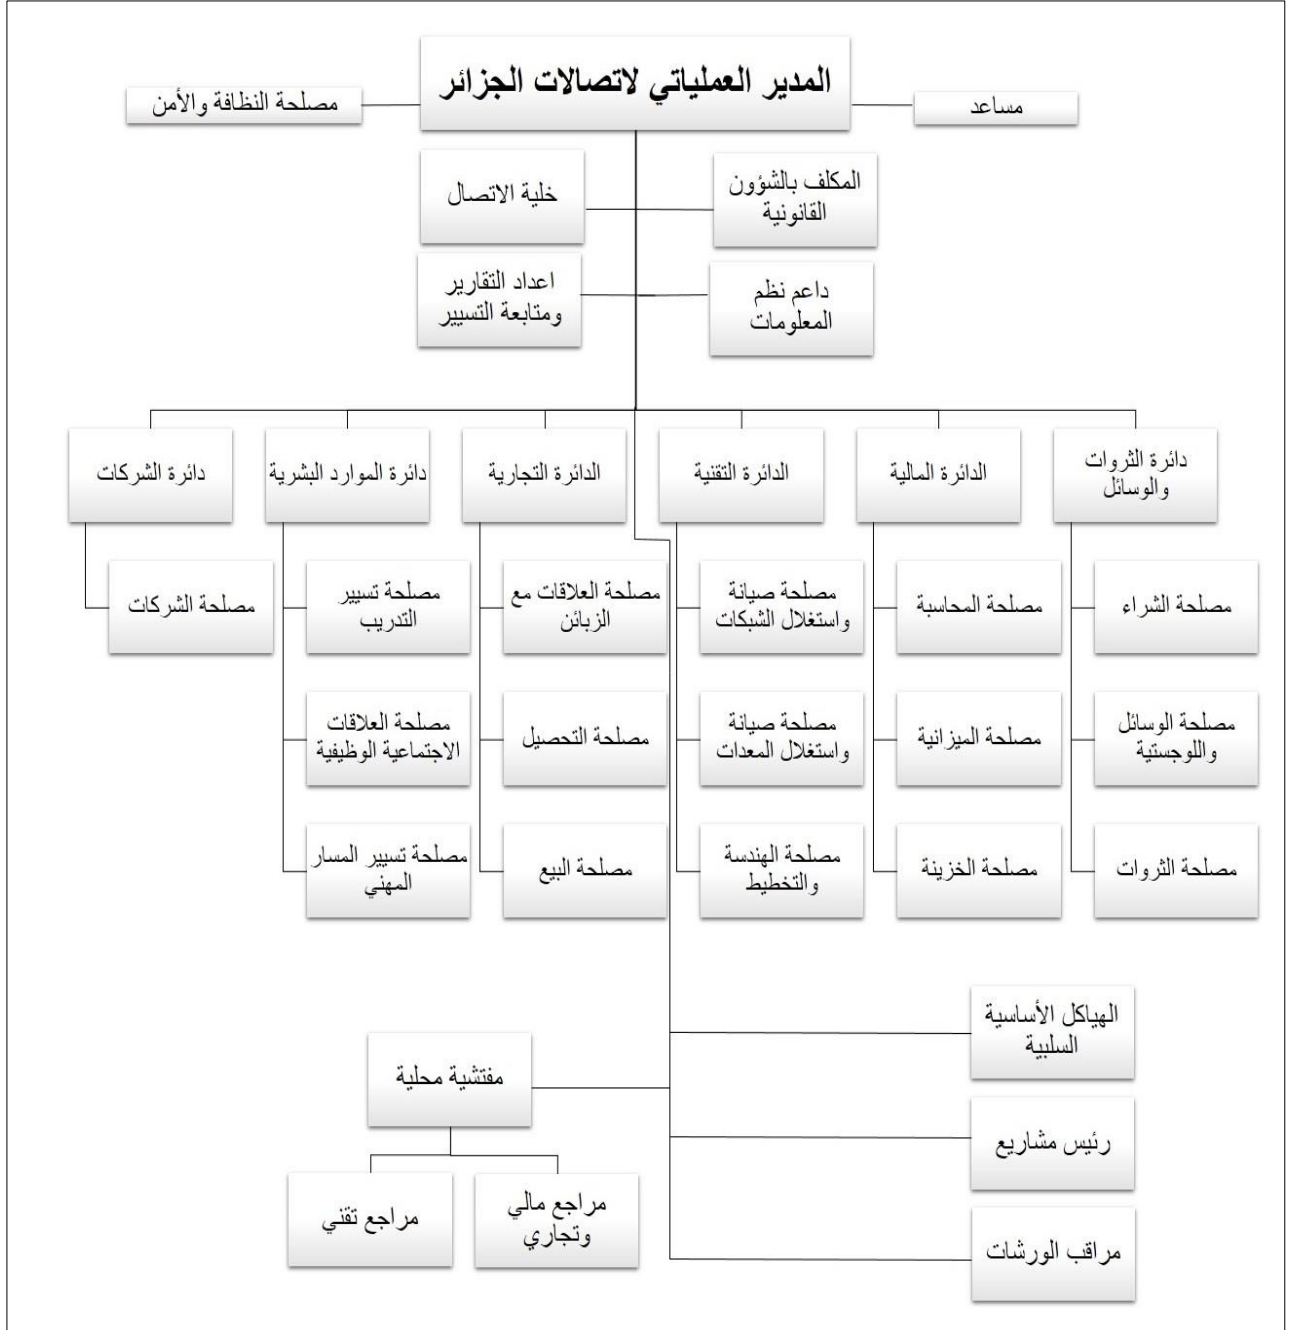 المدير العملياتي لاتصالات الجزائر
مساعد
مصلحة النظافة والأمن
المكلف بالشؤون
القانونية
خلية الاتصال
داعم نظم
المعلومات
اعداد التقارير
ومتابعة التسيير
دائرة الثروات
والوسائل
الدائرة المالية
الدائرة التقنية
الدائرة التجارية
دائرة الموارد البشرية
دائرة الشركات
مصلحة الشراء
مصلحة المحاسبة
مصلحة صيانة
واستغلال الشبكات
مصلحة العلاقات مع
الزبائن
مصلحة تسيير
التدريب
مصلحة الشركات
مصلحة الوسائل
واللوجستية
مصلحة الميزانية
مصلحة صيانة
واستغلال المعدات
مصلحة التحصيل
مصلحة العلاقات
الاجتماعية الوظيفية
مصلحة الثروات
مصلحة الخزينة
مصلحة الهندسة
والتخطيط
مصلحة البيع
مصلحة تسيير المسار
المهني
الهياكل الأساسية
السلبية
مفتشية محلية
رئيس مشاريع
مراجع مالي
وتجاري
مراجع تقني
مراقب الورشات